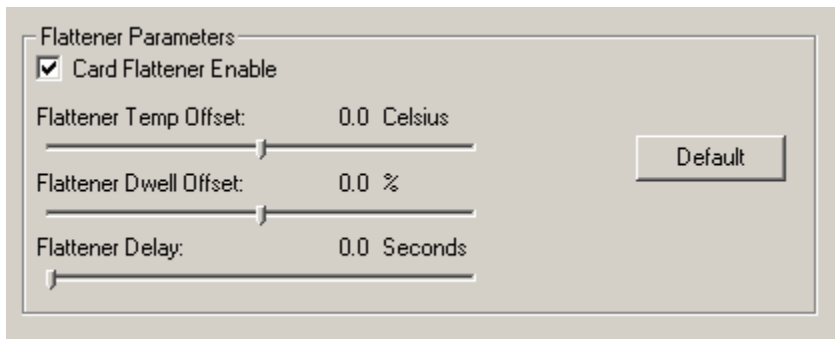 Flattener Parameters
Card Flattener Enable
Flattener Temp Offset: 0.0 Celsius
Default
Flattener Dwell Offset: 0.0 %
Flattener Delay: 0.0 Seconds